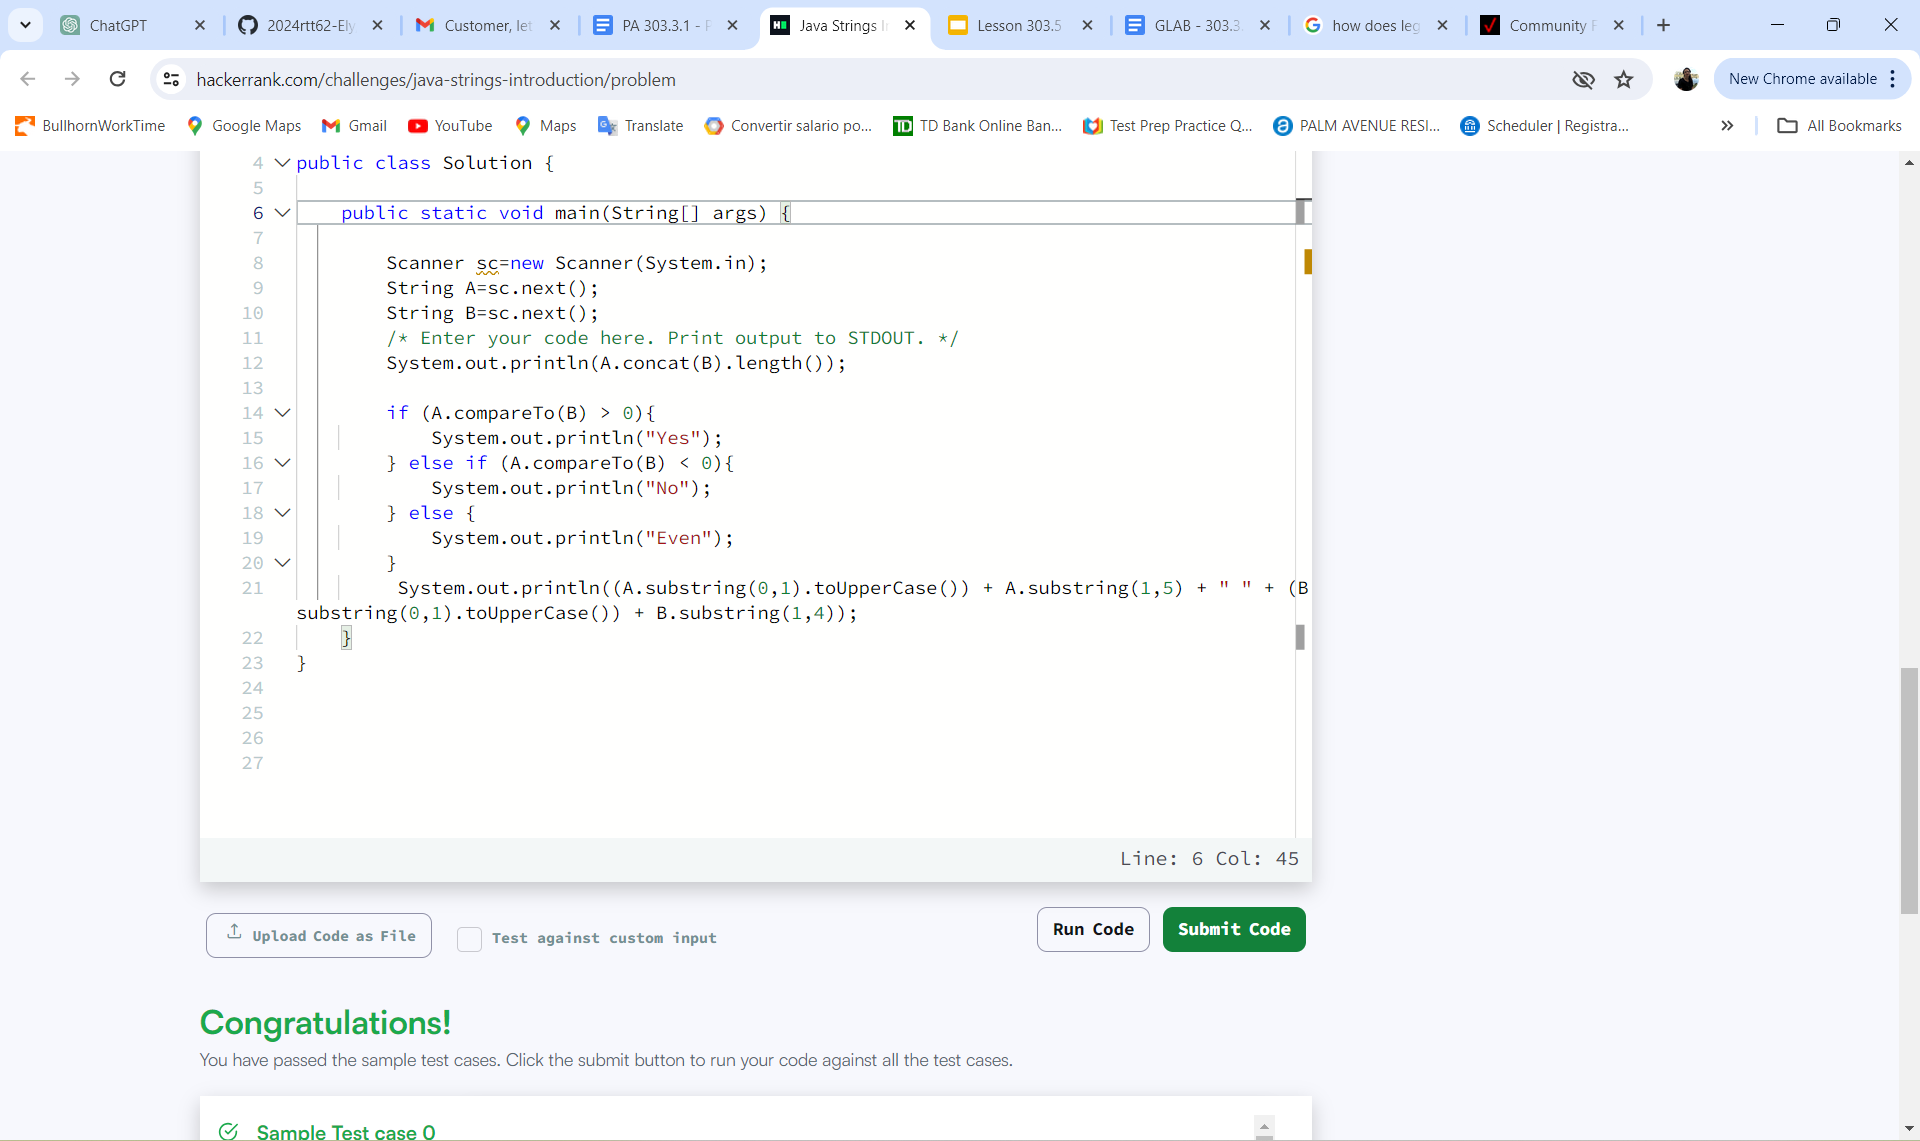 ChatGPT
2024rtt62-Ely
Customer, let
PA 303.3.1 - P
Java Strings I
Lesson 303.5
GLAB - 303.3.
how does leg
Community F
hackerrank.com/challenges/java-strings-introduction/problem
New Chrome available
BullhornWorkTime
Google Maps
Gmail
YouTube
Maps
Translate
Convertir salario po...
TD Bank Online Ban...
Test Prep Practice Q...
PALM AVENUE RESI...
Scheduler | Registra...
All Bookmarks
4 public class Solution {
5
6 public static void main(String[] args) {
7
8 Scanner sc=new Scanner(System.in);
9 String A=sc.next();
10 String B=sc.next();
11 /* Enter your code here. Print output to STDOUT. */
12 System.out.println(A.concat(B).length());
13
14 if (A.compareTo(B) > 0){
15 System.out.println("Yes");
16 } else if (A.compareTo(B) < 0){
17 System.out.println("No");
18 } else {
19 System.out.println("Even");
20 }
21 System.out.println((A.substring(0,1).toUpperCase()) + A.substring(1,5) + " " + (B
substring(0,1).toUpperCase()) + B.substring(1,4));
22 }
23 }
24
25
26
27
Line: 6 Col: 45
Upload Code as File
Test against custom input
Run Code
Submit Code
Congratulations!
You have passed the sample test cases. Click the submit button to run your code against all the test cases.
Sample Test case 0